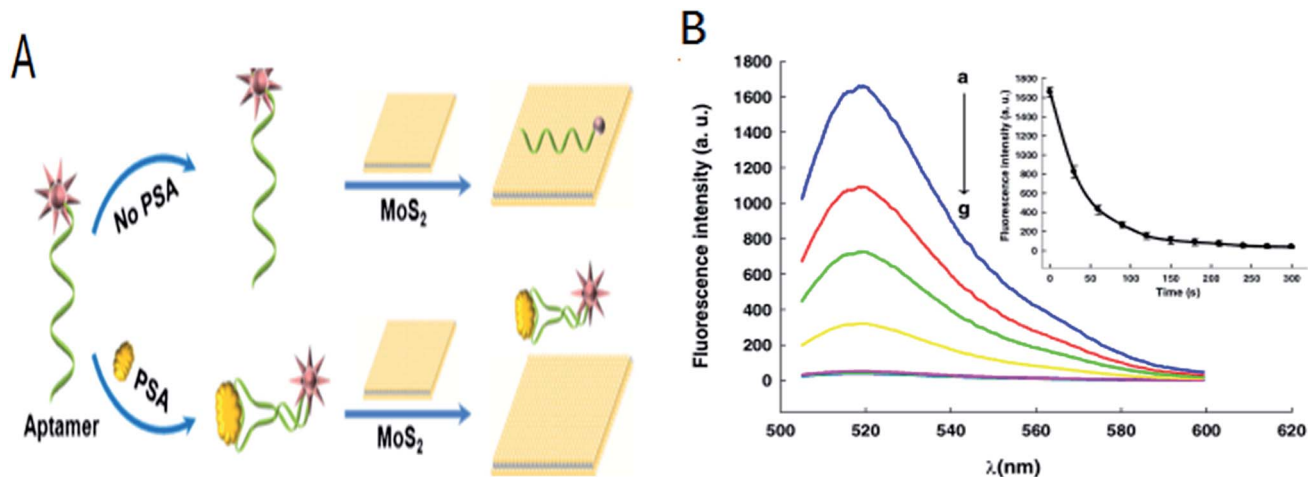 A
No PSA
MoS2
Aptamer
PSA
MoS2
B
Fluorescence intensity (a. u.)
1800
1600
1400
1200
1000
800
600
400
200
0
500
520
540
560
580
600
620
λ(nm)
a
g
Fluorescence intensity (a. u.)
1800
1600
1400
1200
1000
800
600
400
200
0
0
50
100
150
200
250
300
Time (s)